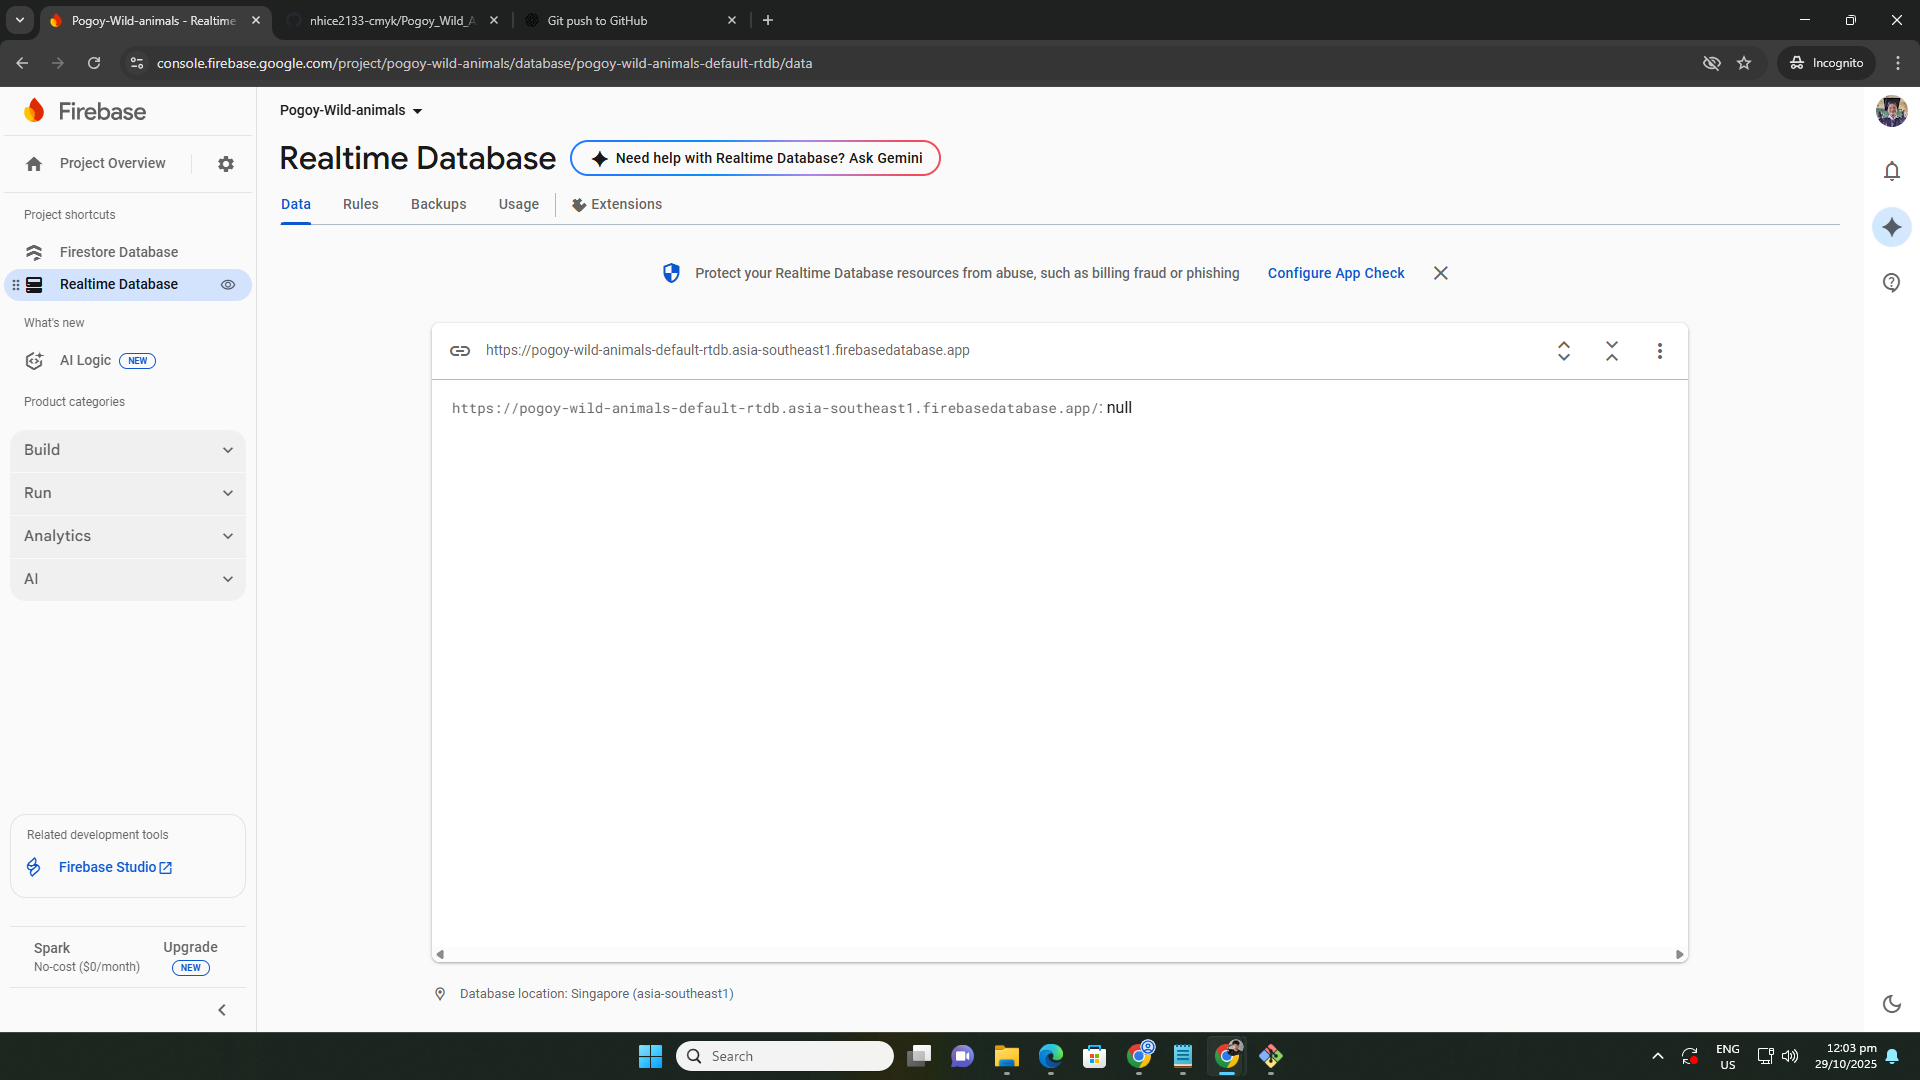 Pogoy-Wild-animals - Realtime
nhice2133-cmyk/Pogoy_Wild_A
Git push to GitHub
console.firebase.google.com/project/pogoy-wild-animals/database/pogoy-wild-animals-default-rtdb/data
Incognito
Firebase
Project Overview
Project shortcuts
Firestore Database
Realtime Database
What's new
AI Logic NEW
Product categories
Build
Run
Analytics
AI
Related development tools
Firebase Studio
Spark
No-cost ($0/month)
Upgrade
NEW
Pogoy-Wild-animals
Realtime Database
Need help with Realtime Database? Ask Gemini
Data Rules Backups Usage Extensions
Protect your Realtime Database resources from abuse, such as billing fraud or phishing Configure App Check
https://pogoy-wild-animals-default-rtdb.asia-southeast1.firebasedatabase.app
https://pogoy-wild-animals-default-rtdb.asia-southeast1.firebasedatabase.app/: null
Database location: Singapore (asia-southeast1)
Search
ENG
US
12:03 pm
29/10/2025